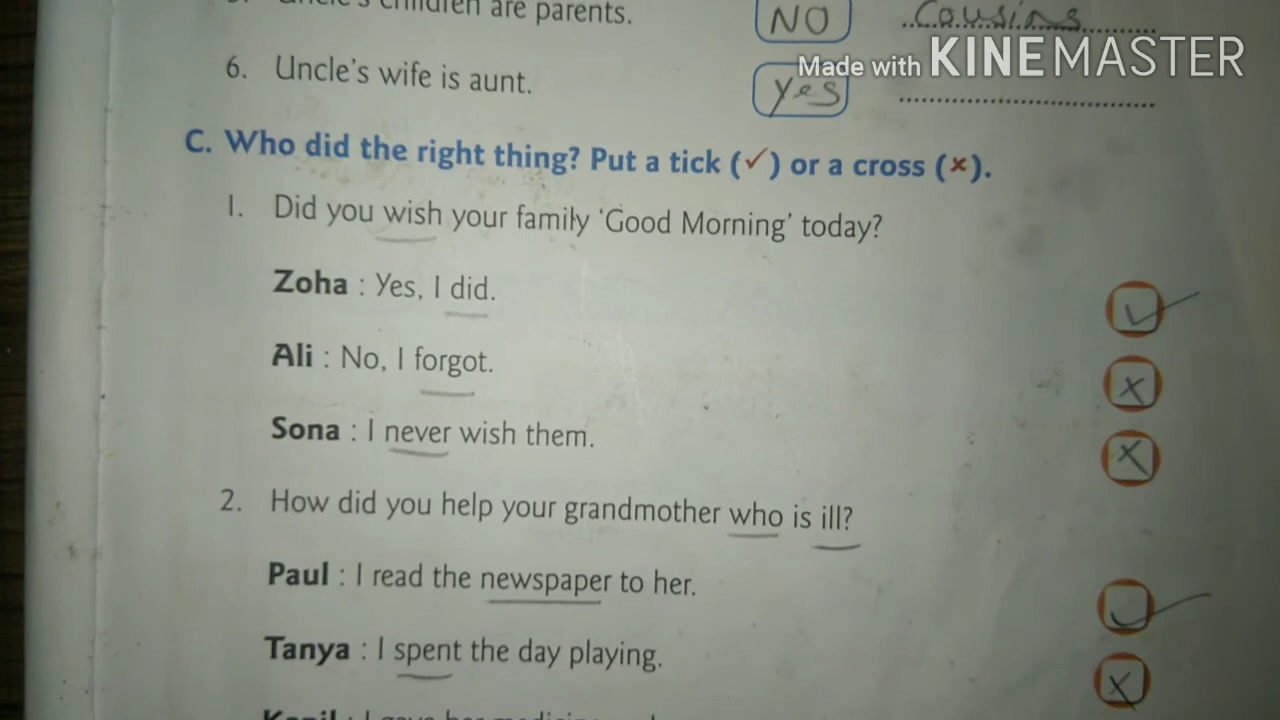 Uncle's children are parents. NO Cousins
Made with KINEMASTER
6. Uncle's wife is aunt. Yes
C. Who did the right thing? Put a tick (✓) or a cross (×).
1. Did you wish your family 'Good Morning' today?
Zoha : Yes, I did. ✓
Ali : No, I forgot. ×
Sona : I never wish them. ×
2. How did you help your grandmother who is ill?
Paul : I read the newspaper to her. ✓
Tanya : I spent the day playing. ×